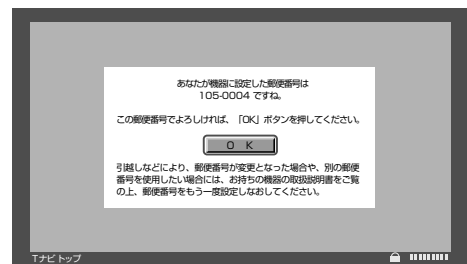 あなたが機器に設定した郵便番号は
105-0004 ですね。
この郵便番号でよろしければ、「OK」ボタンを押してください。
OK
引越しなどにより、郵便番号が変更となった場合や、別の郵便
番号を使用したい場合には、お持ちの機器の取扱説明書をご覧
の上、郵便番号をもう一度設定しなおしてください。
Tナビ トップ